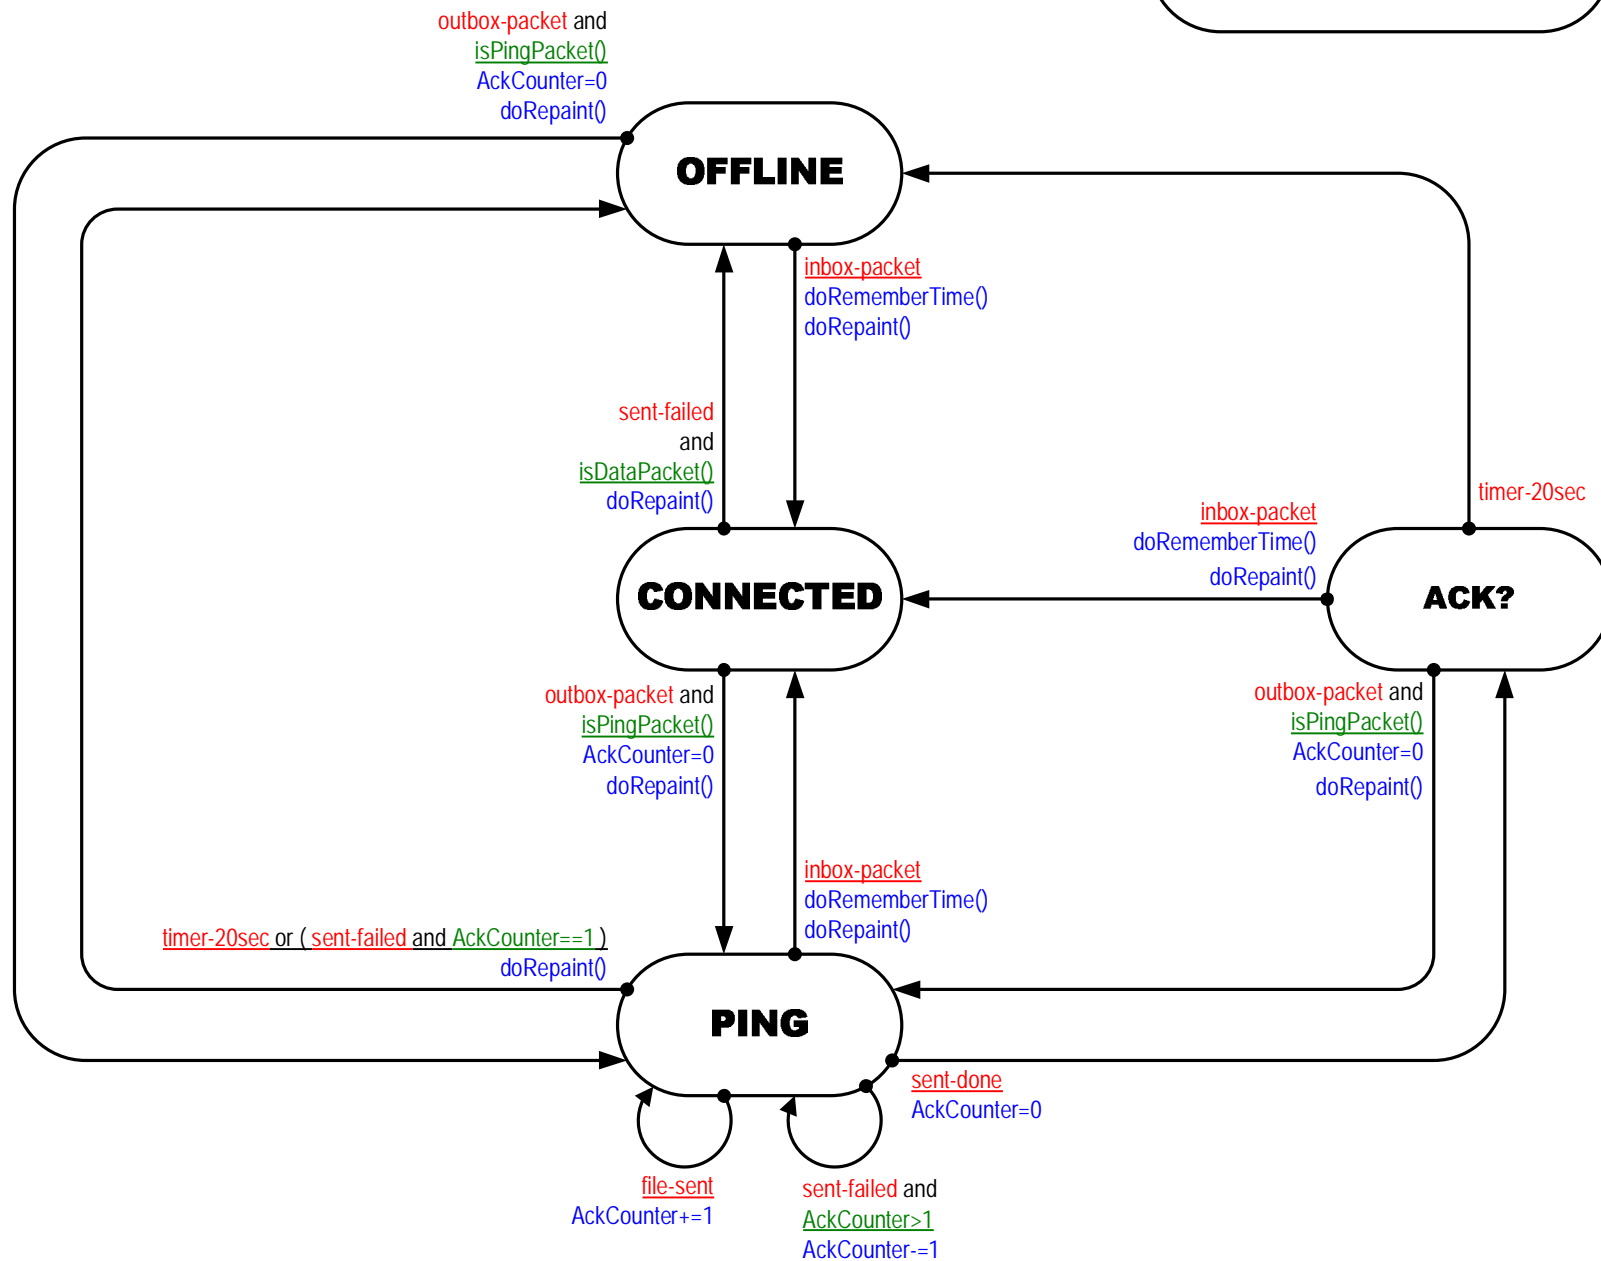 outbox-packet and
isPingPacket()
AckCounter=0
doRepaint()
OFFLINE
inbox-packet
doRememberTime()
doRepaint()
sent-failed
and
isDataPacket()
doRepaint()
timer-20sec
inbox-packet
doRememberTime()
doRepaint()
CONNECTED
ACK?
outbox-packet and
isPingPacket()
AckCounter=0
doRepaint()
outbox-packet and
isPingPacket()
AckCounter=0
doRepaint()
inbox-packet
doRememberTime()
doRepaint()
timer-20sec or ( sent-failed and AckCounter==1 )
doRepaint()
PING
sent-done
AckCounter=0
file-sent
AckCounter+=1
sent-failed and
AckCounter>1
AckCounter-=1